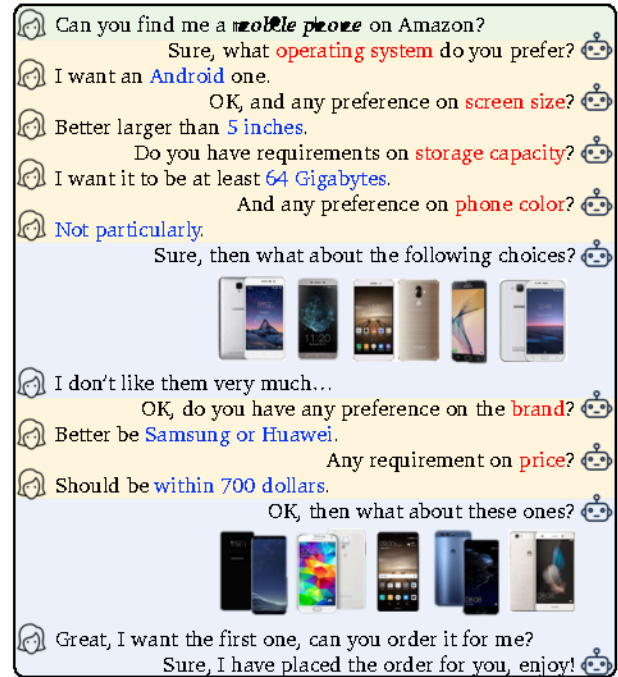 Can you find me a mobile phone on Amazon?
Sure, what operating system do you prefer?
I want an Android one.
OK, and any preference on screen size?
Better larger than 5 inches.
Do you have requirements on storage capacity?
I want it to be at least 64 Gigabytes.
And any preference on phone color?
Not particularly.
Sure, then what about the following choices?
I don't like them very much...
OK, do you have any preference on the brand?
Better be Samsung or Huawei.
Any requirement on price?
Should be within 700 dollars.
OK, then what about these ones?
Great, I want the first one, can you order it for me?
Sure, I have placed the order for you, enjoy!